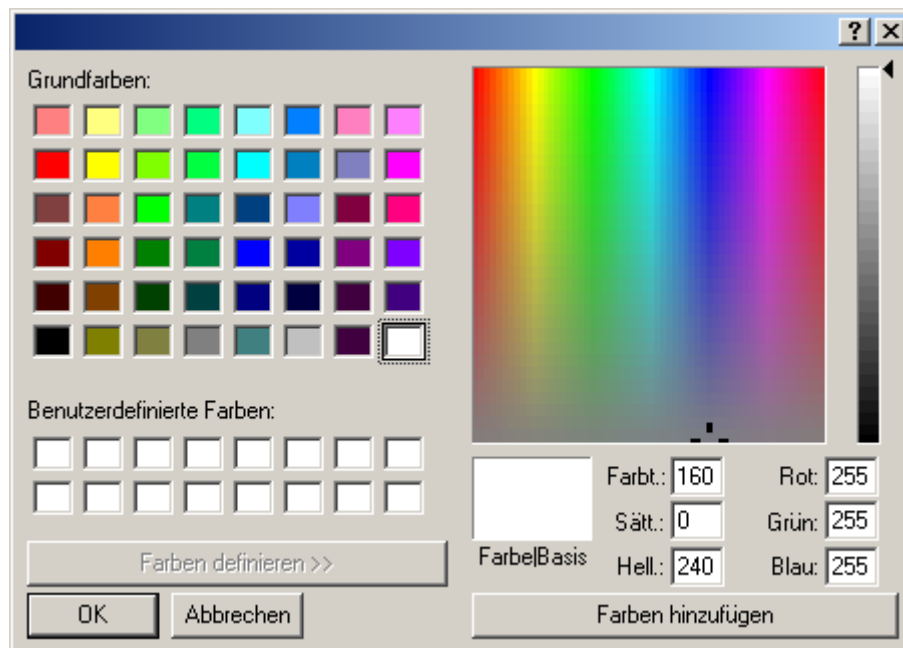 Grundfarben:
Benutzerdefinierte Farben:
Farben definieren >>
OK
Abbrechen
Farbe|Basis
Farbt.: 160
Sätt.: 0
Hell.: 240
Rot: 255
Grün: 255
Blau: 255
Farben hinzufügen